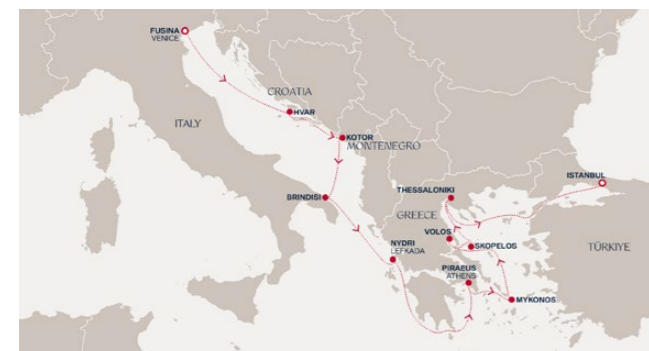 FUSINA
VENICE
CROATIA
HVAR
ITALY
KOTOR
MONTENEGRO
ISTANBUL
BRINDISI
THESSALONIKI
GREECE
VOLOS
NYDRI
LEFKADA
SKOPELOS
TÜRKIYE
PIRAEUS
ATHENS
MYKONOS